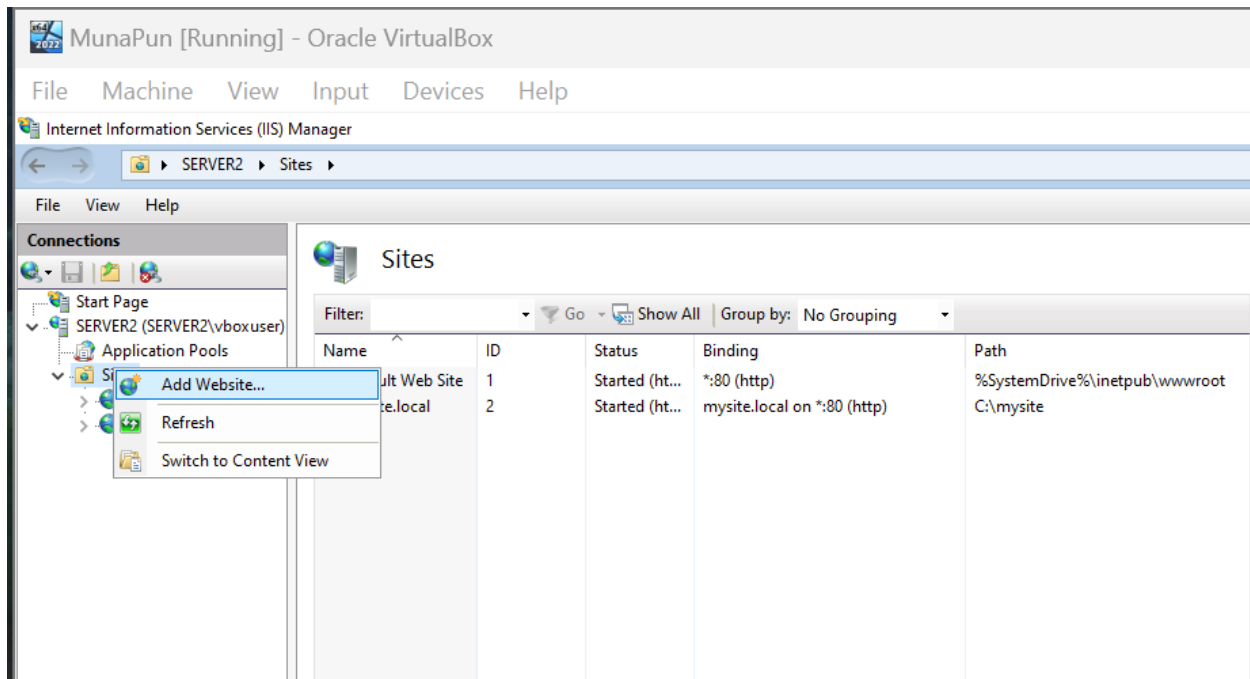 x64
2022
MunaPun [Running] - Oracle VirtualBox
File Machine View Input Devices Help
Internet Information Services (IIS) Manager
SERVER2 Sites
File View Help
Connections
Start Page
SERVER2 (SERVER2\vboxuser)
Application Pools
Si
Add Website...
Refresh
Switch to Content View
Sites
Filter: Go Show All Group by: No Grouping
Name ID Status Binding Path
ult Web Site 1 Started (ht... *:80 (http) %SystemDrive%\inetpub\wwwroot
te.local 2 Started (ht... mysite.local on *:80 (http) C:\mysite